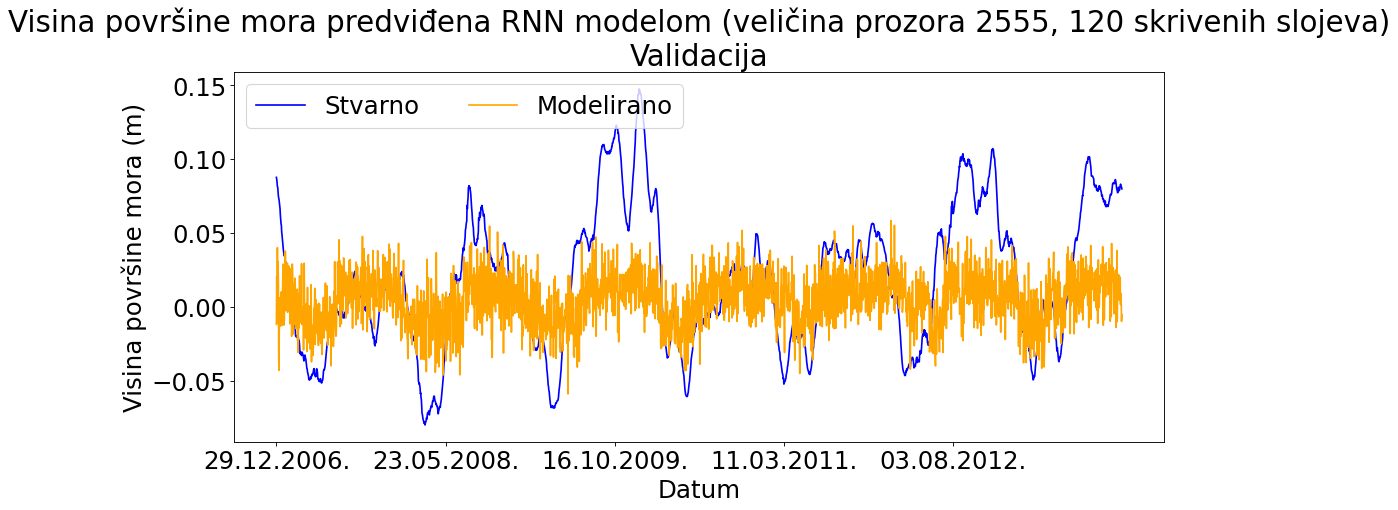 Visina površine mora predviđena RNN modelom (veličina prozora 2555, 120 skrivenih slojeva)
Validacija
Stvarno
Modelirano
Visina površine mora (m)
0.15
0.10
0.05
0.00
−0.05
29.12.2006.
23.05.2008.
16.10.2009.
11.03.2011.
03.08.2012.
Datum